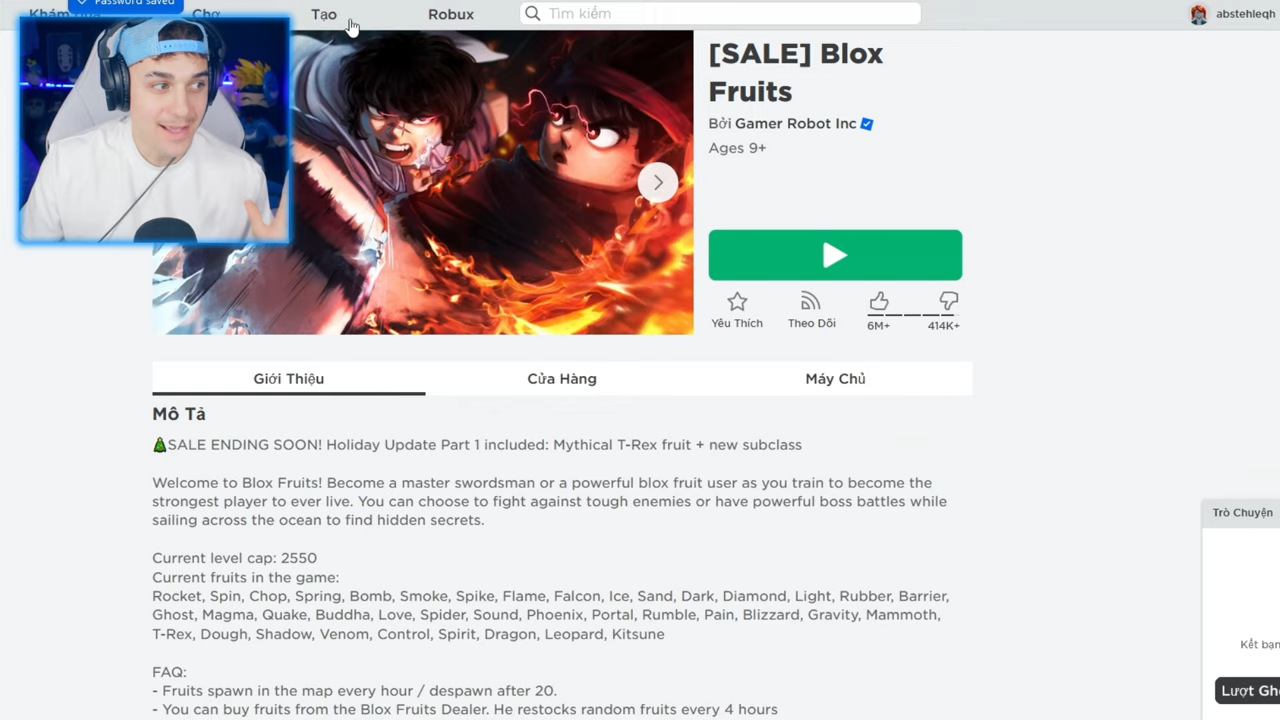 Password saved
Tạo
Robux
Tìm kiếm
abstehleqh
[SALE] Blox
Fruits
Bởi Gamer Robot Inc
Ages 9+
Yêu Thích
Theo Dõi
6M+
414K+
Giới Thiệu
Cửa Hàng
Máy Chủ
Mô Tả
SALE ENDING SOON! Holiday Update Part 1 included: Mythical T-Rex fruit + new subclass
Welcome to Blox Fruits! Become a master swordsman or a powerful blox fruit user as you train to become the
strongest player to ever live. You can choose to fight against tough enemies or have powerful boss battles while
sailing across the ocean to find hidden secrets.
Current level cap: 2550
Current fruits in the game:
Rocket, Spin, Chop, Spring, Bomb, Smoke, Spike, Flame, Falcon, Ice, Sand, Dark, Diamond, Light, Rubber, Barrier,
Ghost, Magma, Quake, Buddha, Love, Spider, Sound, Phoenix, Portal, Rumble, Pain, Blizzard, Gravity, Mammoth,
T-Rex, Dough, Shadow, Venom, Control, Spirit, Dragon, Leopard, Kitsune
FAQ:
- Fruits spawn in the map every hour / despawn after 20.
- You can buy fruits from the Blox Fruits Dealer. He restocks random fruits every 4 hours
Trò Chuyện
Kết bạn
Lượt